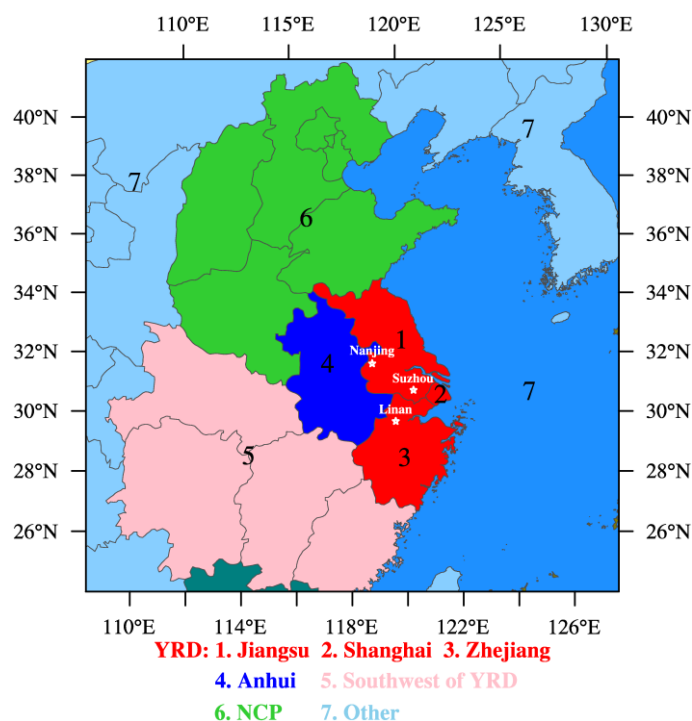 110°E 115°E 120°E 125°E 130°E
40°N 40°N
7
7
38°N 38°N
6
36°N 36°N
34°N 34°N
1
Nanjing
32°N 32°N
4
Suzhou
7
2
30°N 30°N
Linan
5
3
28°N 28°N
26°N 26°N
110°E 114°E 118°E 122°E 126°E
YRD: 1. Jiangsu 2. Shanghai 3. Zhejiang
4. Anhui 5. Southwest of YRD
6. NCP 7. Other